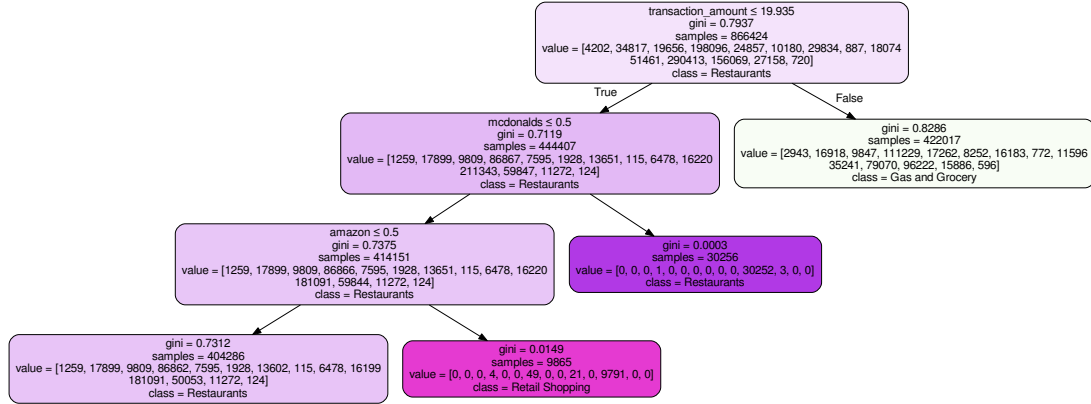 transaction_amount ≤ 19.935
gini = 0.7937
samples = 866424
value = [4202, 34817, 19656, 198096, 24857, 10180, 29834, 887, 18074
51461, 290413, 156069, 27158, 720]
class = Restaurants
True
False
mcdonalds ≤ 0.5
gini = 0.7119
samples = 444407
value = [1259, 17899, 9809, 86867, 7595, 1928, 13651, 115, 6478, 16220
211343, 59847, 11272, 124]
class = Restaurants
gini = 0.8286
samples = 422017
value = [2943, 16918, 9847, 111229, 17262, 8252, 16183, 772, 11596
35241, 79070, 96222, 15886, 596]
class = Gas and Grocery
amazon ≤ 0.5
gini = 0.7375
samples = 414151
value = [1259, 17899, 9809, 86866, 7595, 1928, 13651, 115, 6478, 16220
181091, 59844, 11272, 124]
class = Restaurants
gini = 0.0003
samples = 30256
value = [0, 0, 0, 1, 0, 0, 0, 0, 0, 0, 30252, 3, 0, 0]
class = Restaurants
gini = 0.7312
samples = 404286
value = [1259, 17899, 9809, 86862, 7595, 1928, 13602, 115, 6478, 16199
181091, 50053, 11272, 124]
class = Restaurants
gini = 0.0149
samples = 9865
value = [0, 0, 0, 4, 0, 0, 49, 0, 0, 21, 0, 9791, 0, 0]
class = Retail Shopping